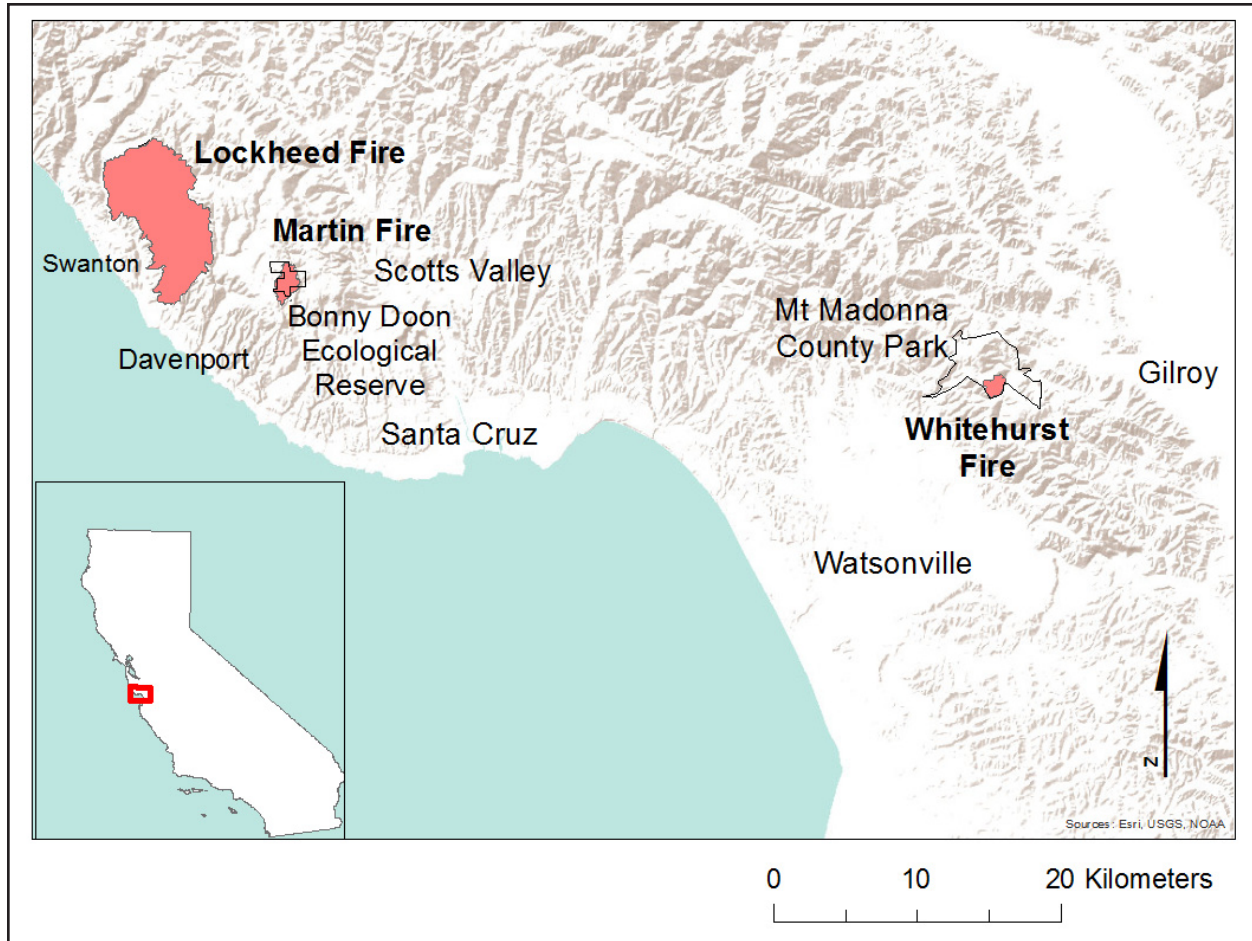 Lockheed Fire
Martin Fire
Swanton
Scotts Valley
Bonny Doon
Ecological
Reserve
Davenport
Mt Madonna
County Park
Gilroy
Santa Cruz
Whitehurst
Fire
Watsonville
N
Sources: Esri, USGS, NOAA
0 10 20 Kilometers